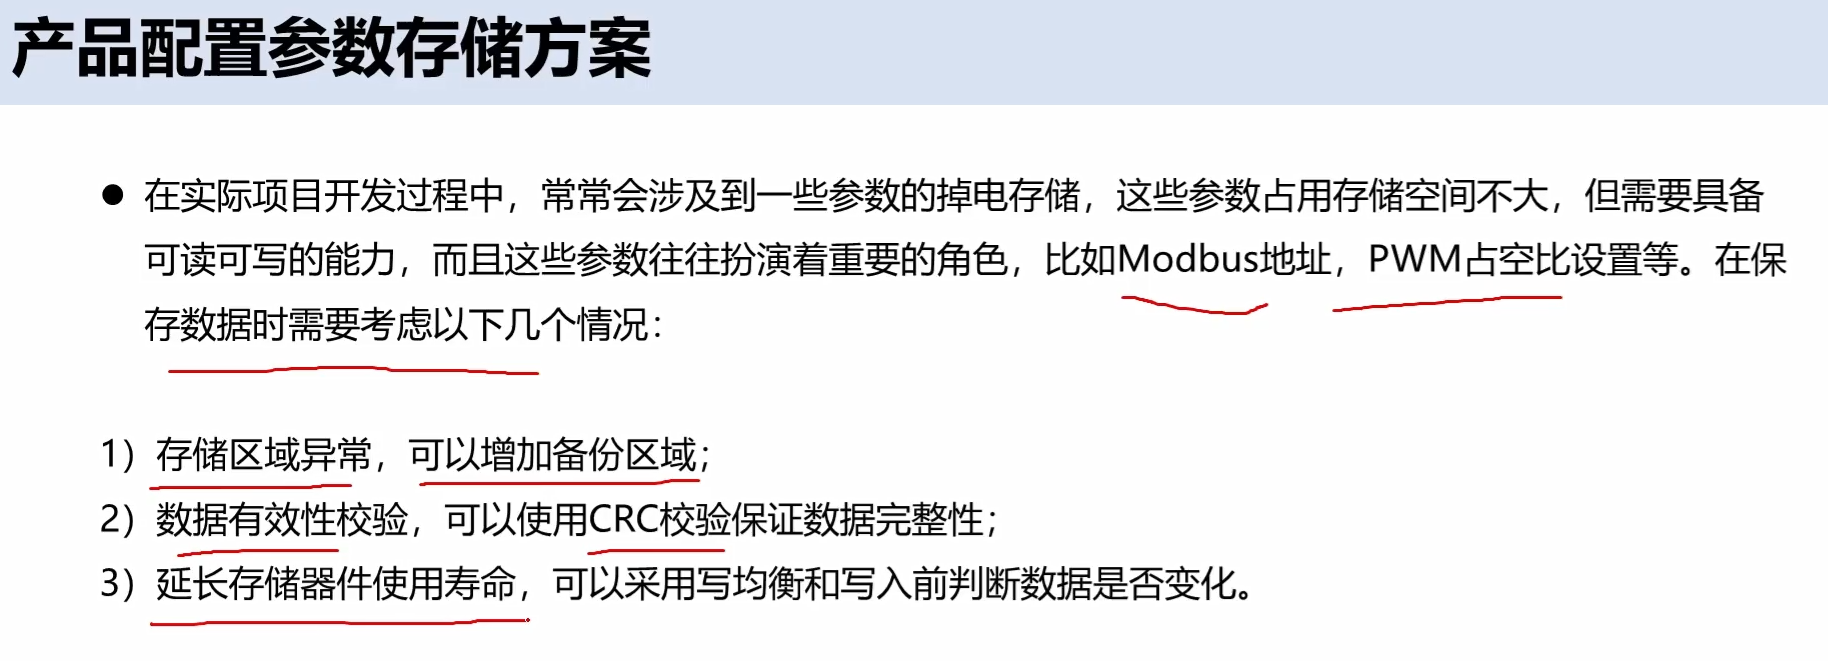 产品配置参数存储方案
● 在实际项目开发过程中，常常会涉及到一些参数的掉电存储，这些参数占用存储空间不大，但需要具备
可读可写的能力，而且这些参数往往扮演着重要的角色，比如Modbus地址，PWM占空比设置等。在保
存数据时需要考虑以下几个情况：
1）存储区域异常，可以增加备份区域；
2）数据有效性校验，可以使用CRC校验保证数据完整性；
3）延长存储器件使用寿命，可以采用写均衡和写入前判断数据是否变化。